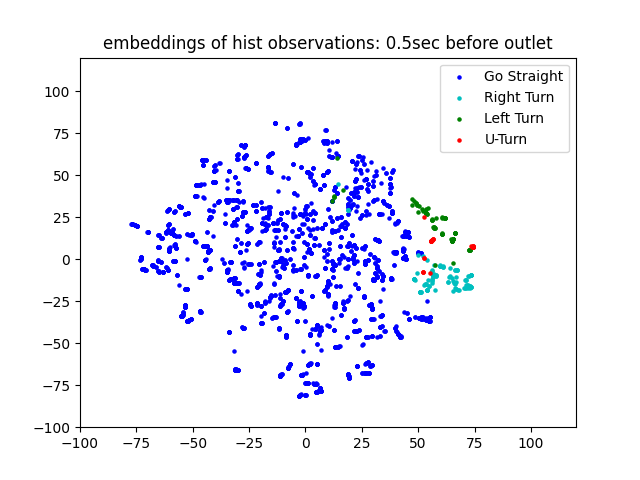 embeddings of hist observations: 0.5sec before outlet
Go Straight
Right Turn
Left Turn
U-Turn
100
75
50
25
0
−25
−50
−75
−100
−100 −75 −50 −25 0 25 50 75 100